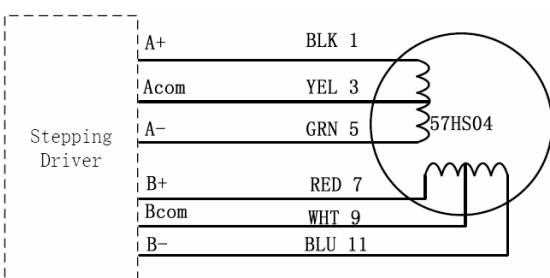 A+ BLK 1
Acom YEL 3
A- GRN 5
57HS04
Stepping
Driver
B+ RED 7
Bcom WHT 9
B- BLU 11